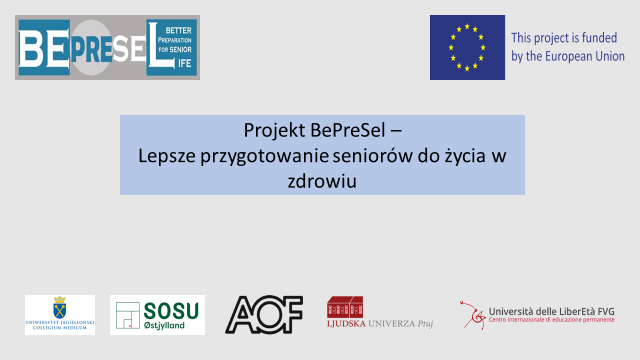 BEPRESEL
BETTER
PREPARATION
FOR SENIOR
IFE
This project is funded
by the European Union
Projekt BePreSel –
Lepsze przygotowanie seniorów do życia w
zdrowiu
UNIWERSYTET JAGIELLOŃSKI
COLLEGIUM MEDICUM
SOSU
Østjylland
AOF
LJUDSKA UNIVERZA Ptuj
Università delle LiberEtà FVG
Centro internazionale di educazione permanente